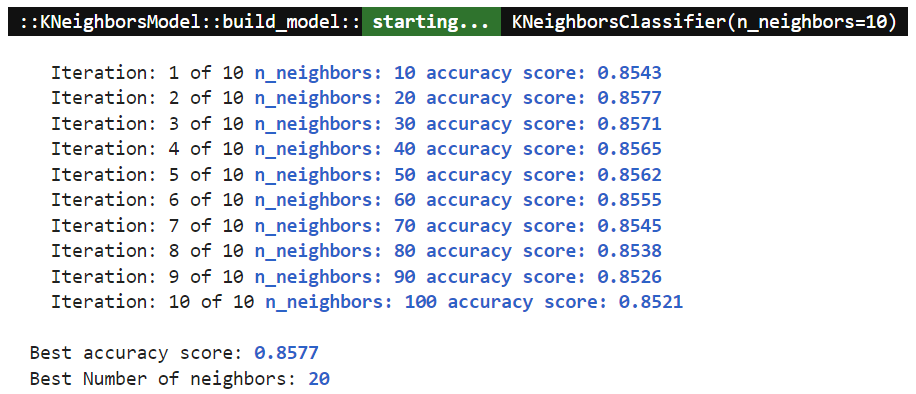 ::KNeighborsModel::build_model:: starting... KNeighborsClassifier(n_neighbors=10)
Iteration: 1 of 10 n_neighbors: 10 accuracy score: 0.8543
Iteration: 2 of 10 n_neighbors: 20 accuracy score: 0.8577
Iteration: 3 of 10 n_neighbors: 30 accuracy score: 0.8571
Iteration: 4 of 10 n_neighbors: 40 accuracy score: 0.8565
Iteration: 5 of 10 n_neighbors: 50 accuracy score: 0.8562
Iteration: 6 of 10 n_neighbors: 60 accuracy score: 0.8555
Iteration: 7 of 10 n_neighbors: 70 accuracy score: 0.8545
Iteration: 8 of 10 n_neighbors: 80 accuracy score: 0.8538
Iteration: 9 of 10 n_neighbors: 90 accuracy score: 0.8526
Iteration: 10 of 10 n_neighbors: 100 accuracy score: 0.8521
Best accuracy score: 0.8577
Best Number of neighbors: 20